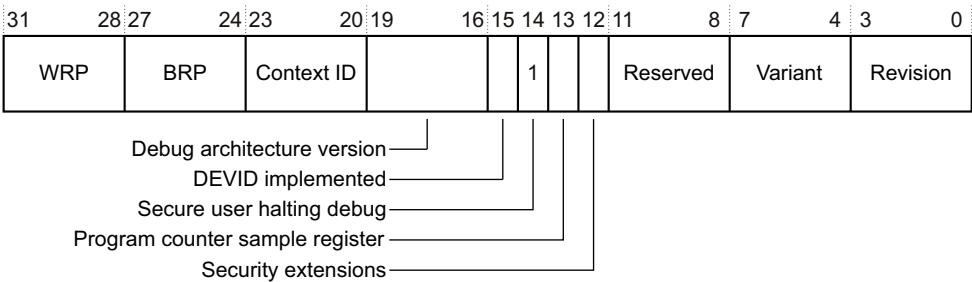 31 28 27 24 23 20 19 16 15 14 13 12 11 8 7 4 3 0
WRP BRP Context ID 1 Reserved Variant Revision
Debug architecture version
DEVID implemented
Secure user halting debug
Program counter sample register
Security extensions